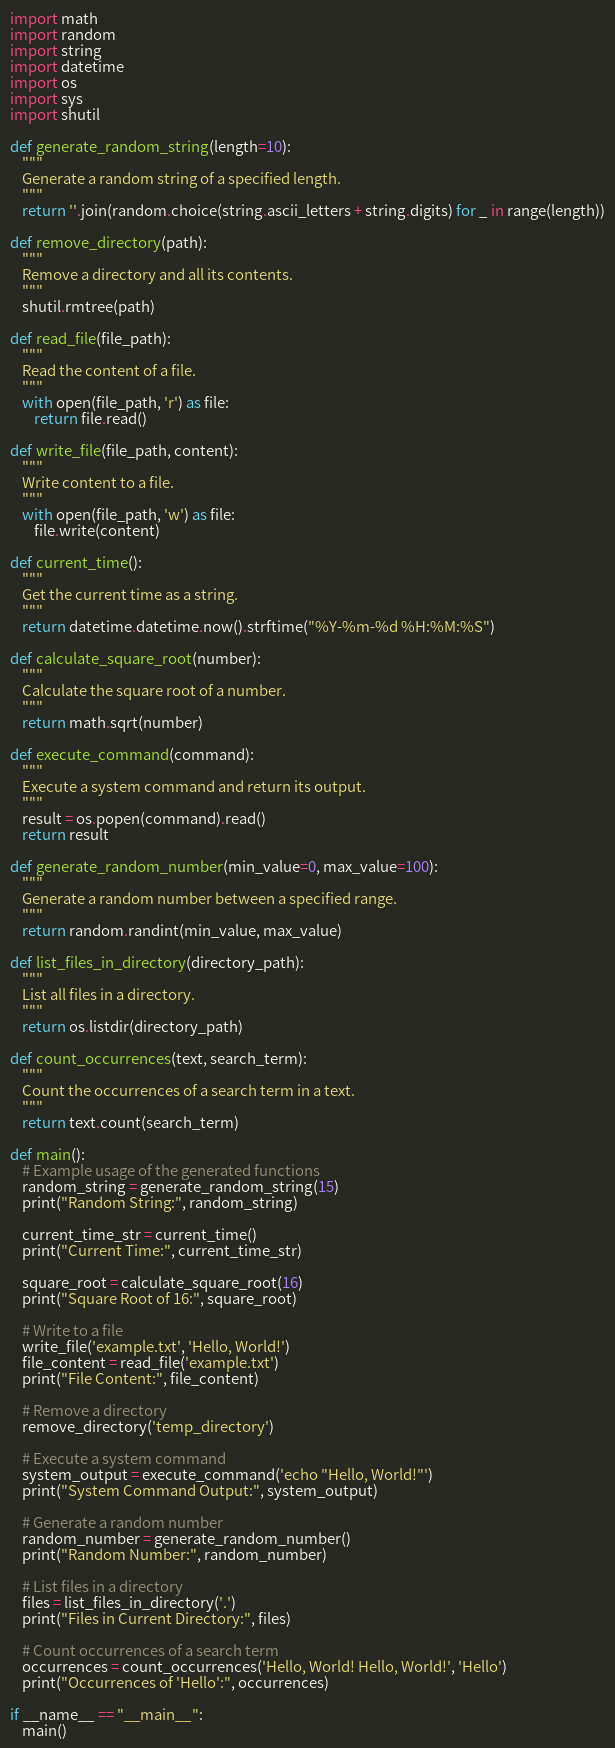 import math
import random
import string
import datetime
import os
import sys
import shutil

def generate_random_string(length=10):
    """
    Generate a random string of a specified length.
    """
    return ''.join(random.choice(string.ascii_letters + string.digits) for _ in range(length))

def remove_directory(path):
    """
    Remove a directory and all its contents.
    """
    shutil.rmtree(path)

def read_file(file_path):
    """
    Read the content of a file.
    """
    with open(file_path, 'r') as file:
        return file.read()

def write_file(file_path, content):
    """
    Write content to a file.
    """
    with open(file_path, 'w') as file:
        file.write(content)

def current_time():
    """
    Get the current time as a string.
    """
    return datetime.datetime.now().strftime("%Y-%m-%d %H:%M:%S")

def calculate_square_root(number):
    """
    Calculate the square root of a number.
    """
    return math.sqrt(number)

def execute_command(command):
    """
    Execute a system command and return its output.
    """
    result = os.popen(command).read()
    return result

def generate_random_number(min_value=0, max_value=100):
    """
    Generate a random number between a specified range.
    """
    return random.randint(min_value, max_value)

def list_files_in_directory(directory_path):
    """
    List all files in a directory.
    """
    return os.listdir(directory_path)

def count_occurrences(text, search_term):
    """
    Count the occurrences of a search term in a text.
    """
    return text.count(search_term)

def main():
    # Example usage of the generated functions
    random_string = generate_random_string(15)
    print("Random String:", random_string)

    current_time_str = current_time()
    print("Current Time:", current_time_str)

    square_root = calculate_square_root(16)
    print("Square Root of 16:", square_root)

    # Write to a file
    write_file('example.txt', 'Hello, World!')
    file_content = read_file('example.txt')
    print("File Content:", file_content)

    # Remove a directory
    remove_directory('temp_directory')

    # Execute a system command
    system_output = execute_command('echo "Hello, World!"')
    print("System Command Output:", system_output)

    # Generate a random number
    random_number = generate_random_number()
    print("Random Number:", random_number)

    # List files in a directory
    files = list_files_in_directory('.')
    print("Files in Current Directory:", files)

    # Count occurrences of a search term
    occurrences = count_occurrences('Hello, World! Hello, World!', 'Hello')
    print("Occurrences of 'Hello':", occurrences)

if __name__ == "__main__":
    main()